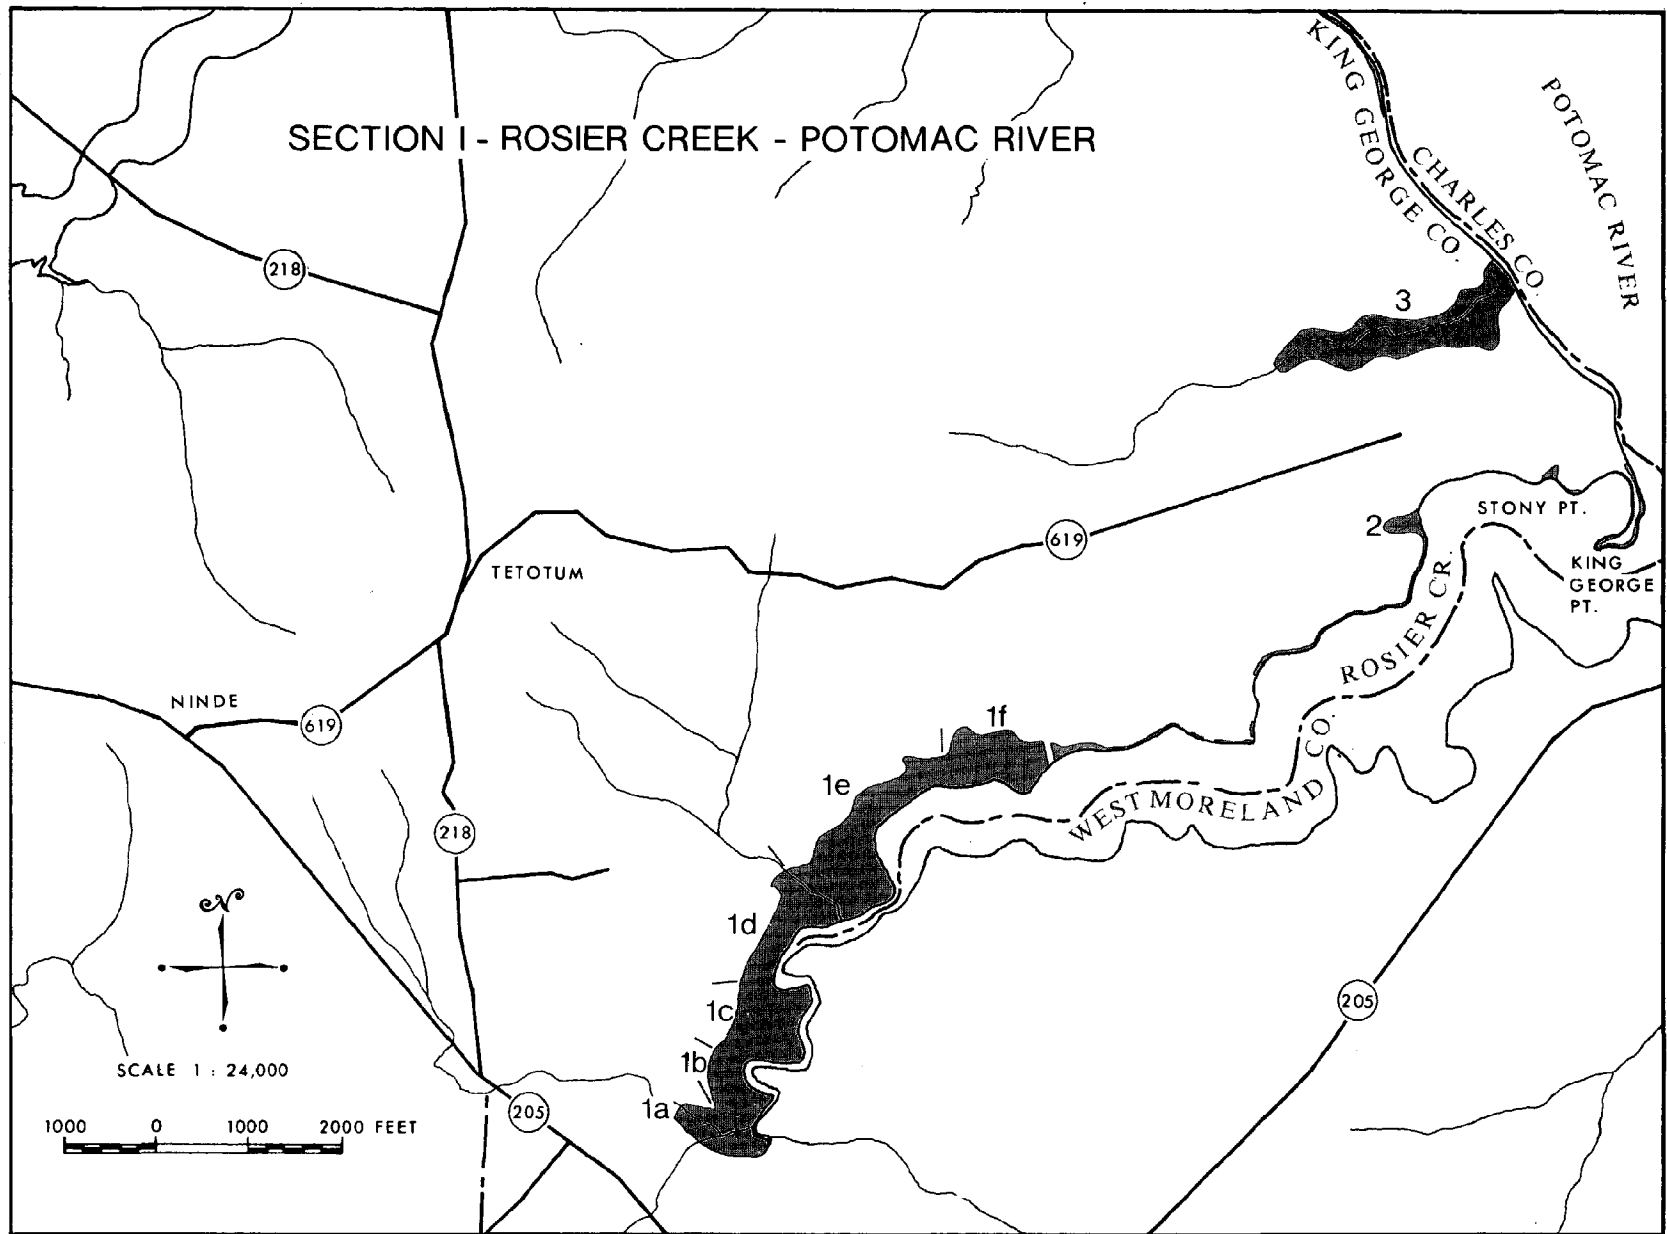 SECTION I - ROSIER CREEK - POTOMAC RIVER
KING GEORGE CO.
CHARLES CO.
POTOMAC RIVER
218
3
2
STONY PT.
619
KING
GEORGE
PT.
TETOTUM
ROSIER CR.
NINDE
619
1f
WESTMORELAND CO.
1e
218
N
1d
205
1c
1b
SCALE 1 : 24,000
1a
205
1000 0 1000 2000 FEET